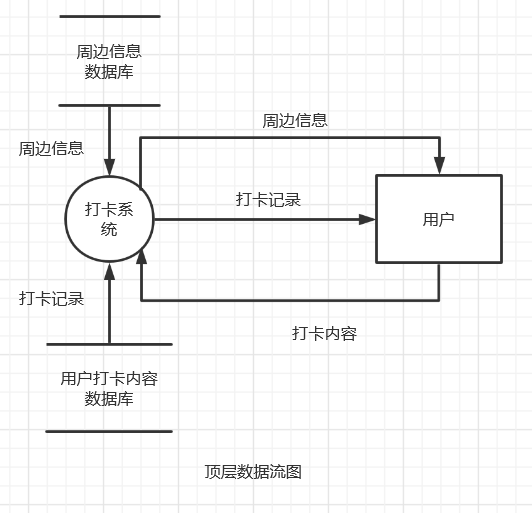 周边信息
数据库
周边信息
周边信息
打卡系
统
打卡记录
用户
打卡记录
打卡内容
用户打卡内容
数据库
顶层数据流图